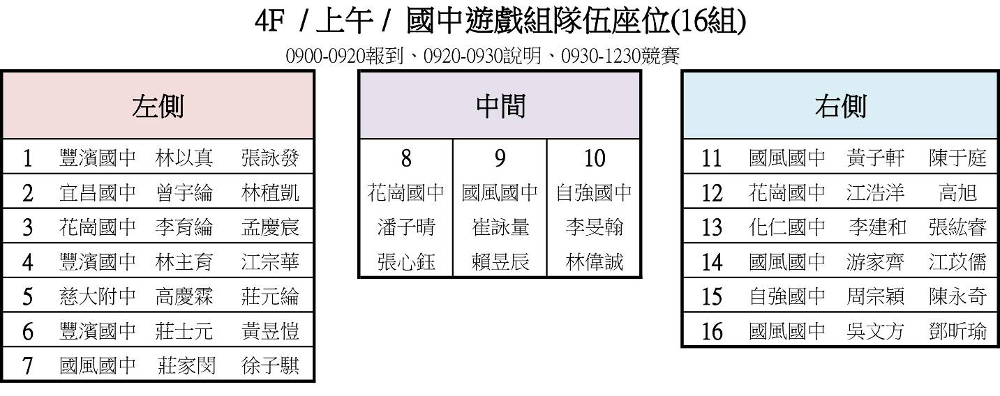 4F / 上午 / 國中遊戲組隊伍座位(16組)
0900-0920報到、0920-0930說明、0930-1230競賽
左側
1 豐濱國中 林以真 張詠發
2 宜昌國中 曾宇綸 林稙凱
3 花崗國中 李育綸 孟慶宸
4 豐濱國中 林主育 江宗華
5 慈大附中 高慶霖 莊元綸
6 豐濱國中 莊士元 黃昱愷
7 國風國中 莊家閔 徐子騏
中間
8 9 10
花崗國中 國風國中 自強國中
潘子晴 崔詠量 李旻翰
張心鈺 賴昱辰 林偉誠
右側
11 國風國中 黃子軒 陳于庭
12 花崗國中 江浩洋 高旭
13 化仁國中 李建和 張紘睿
14 國風國中 游家齊 江苡儒
15 自強國中 周宗穎 陳永奇
16 國風國中 吳文方 鄧昕瑜